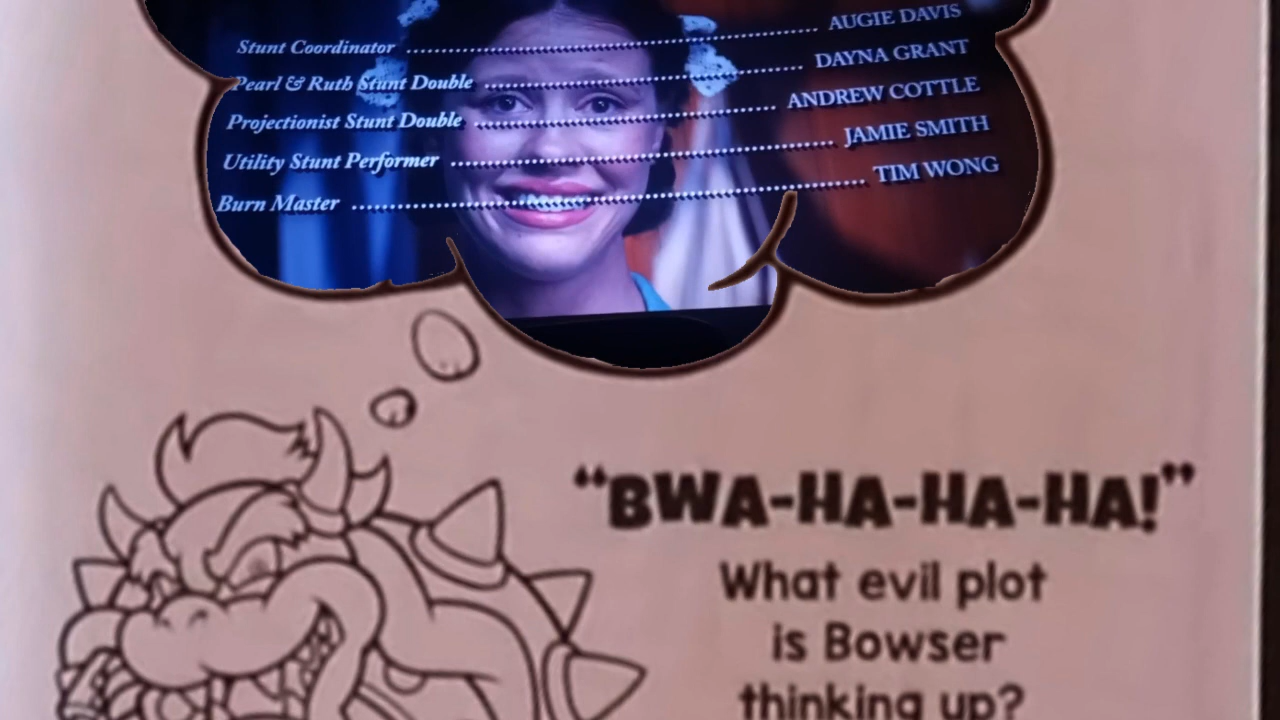 Stunt Coordinator ........ AUGIE DAVIS
Pearl & Ruth Stunt Double ........ DAYNA GRANT
Projectionist Stunt Double ........ ANDREW COTTLE
Utility Stunt Performer ........ JAMIE SMITH
Burn Master ........ TIM WONG
“BWA-HA-HA-HA!”
What evil plot
is Bowser
thinking up?